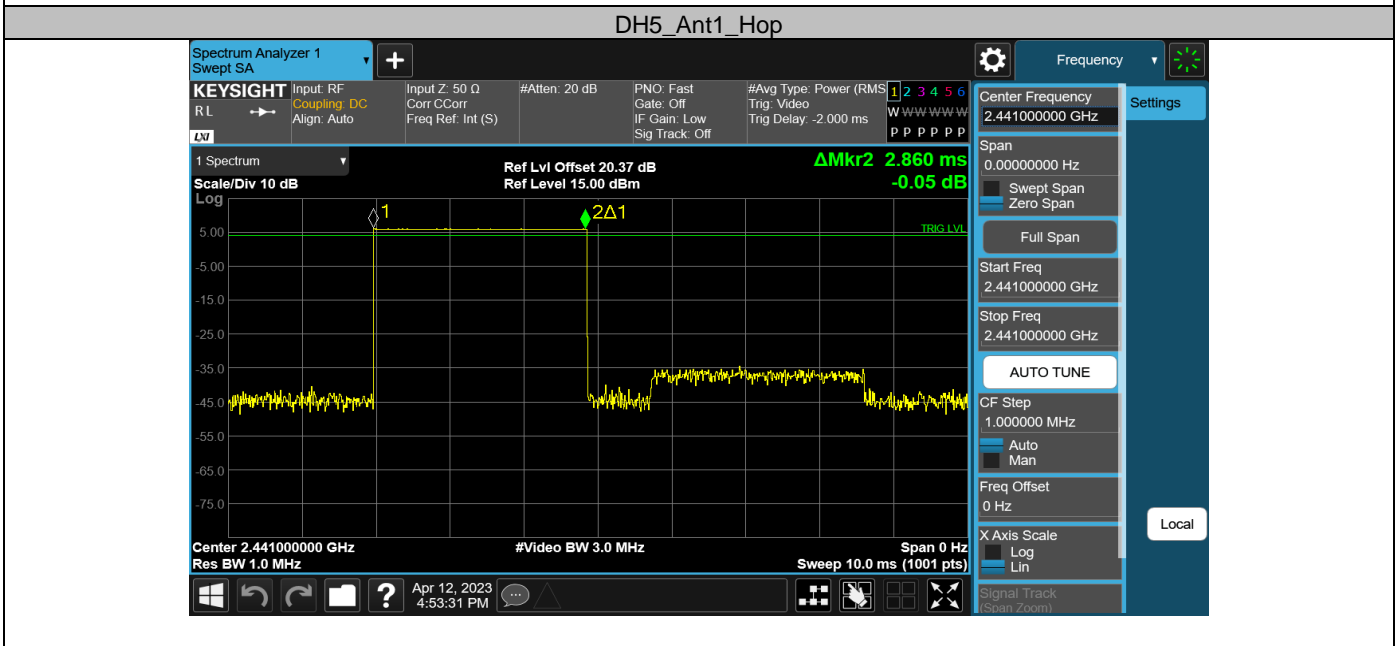 DH5_Ant1_Hop
Spectrum Analyzer 1
Swept SA
Frequency
KEYSIGHT
RL
LXI
Input: RF
Coupling: DC
Align: Auto
Input Z: 50 Ω
Corr CCorr
Freq Ref: Int (S)
#Atten: 20 dB
PNO: Fast
Gate: Off
IF Gain: Low
Sig Track: Off
#Avg Type: Power (RMS
Trig: Video
Trig Delay: -2.000 ms
1 2 3 4 5 6
W W W W W W
P P P P P P
1 Spectrum
Scale/Div 10 dB
Ref Lvl Offset 20.37 dB
Ref Level 15.00 dBm
ΔMkr2 2.860 ms
-0.05 dB
Log
1
2Δ1
TRIG LVL
5.00
-5.00
-15.0
-25.0
-35.0
-45.0
-55.0
-65.0
-75.0
Center 2.441000000 GHz
Res BW 1.0 MHz
#Video BW 3.0 MHz
Span 0 Hz
Sweep 10.0 ms (1001 pts)
Center Frequency
2.441000000 GHz
Span
0.00000000 Hz
Swept Span
Zero Span
Full Span
Start Freq
2.441000000 GHz
Stop Freq
2.441000000 GHz
AUTO TUNE
CF Step
1.000000 MHz
Auto
Man
Freq Offset
0 Hz
X Axis Scale
Log
Lin
Signal Track
(Span Zoom)
Settings
Local
?
Apr 12, 2023
4:53:31 PM